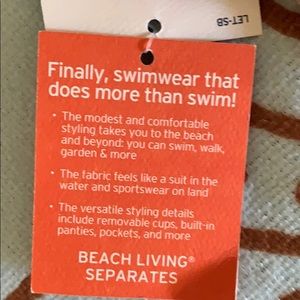 LET-SB
Finally, swimwear that
does more than swim!
• The modest and comfortable
styling takes you to the beach
and beyond: you can swim, walk,
garden & more
• The fabric feels like a suit in the
water and sportswear on land
• The versatile styling details
include removable cups, built-in
panties, pockets, and more
BEACH LIVING®
SEPARATES